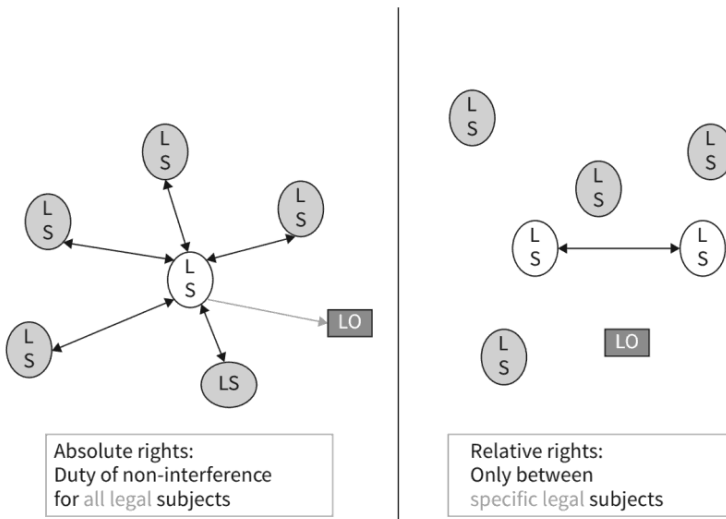 L
S
L
S
L
S
L
S
LO
L
S
LS
Absolute rights:
Duty of non-interference
for all legal subjects
L
S
L
S
L
S
L
S
L
S
LO
L
S
Relative rights:
Only between
specific legal subjects